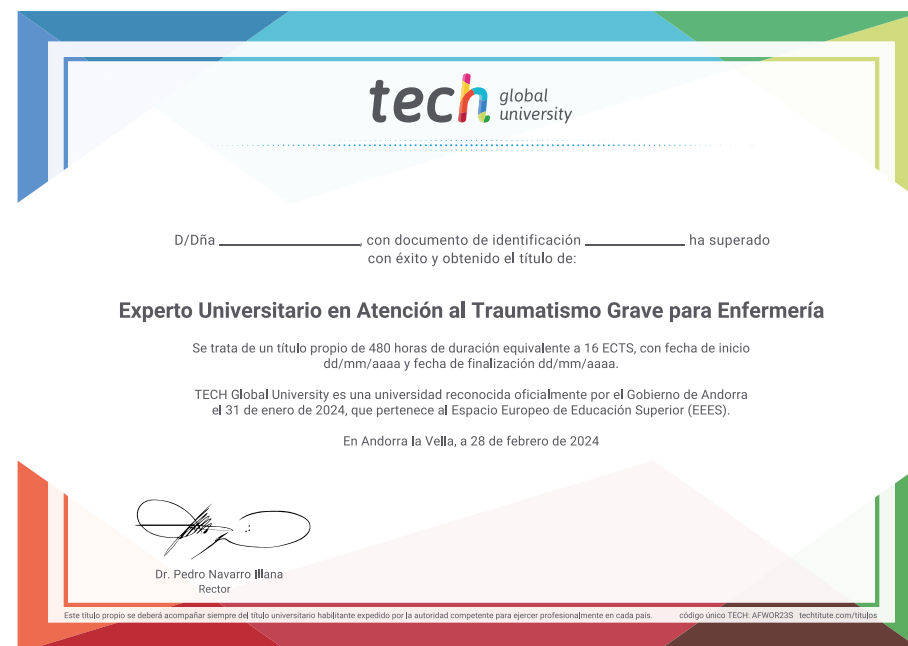 tech global university
D/Dña ____________________, con documento de identificación ______________ ha superado
con éxito y obtenido el título de:
Experto Universitario en Atención al Traumatismo Grave para Enfermería
Se trata de un título propio de 480 horas de duración equivalente a 16 ECTS, con fecha de inicio
dd/mm/aaaa y fecha de finalización dd/mm/aaaa.
TECH Global University es una universidad reconocida oficialmente por el Gobierno de Andorra
el 31 de enero de 2024, que pertenece al Espacio Europeo de Educación Superior (EEES).
En Andorra la Vella, a 28 de febrero de 2024
Dr. Pedro Navarro Illana
Rector
Este título propio se deberá acompañar siempre del título universitario habilitante expedido por la autoridad competente para ejercer profesionalmente en cada país. código único TECH: AFWOR23S techtitute.com/titulos